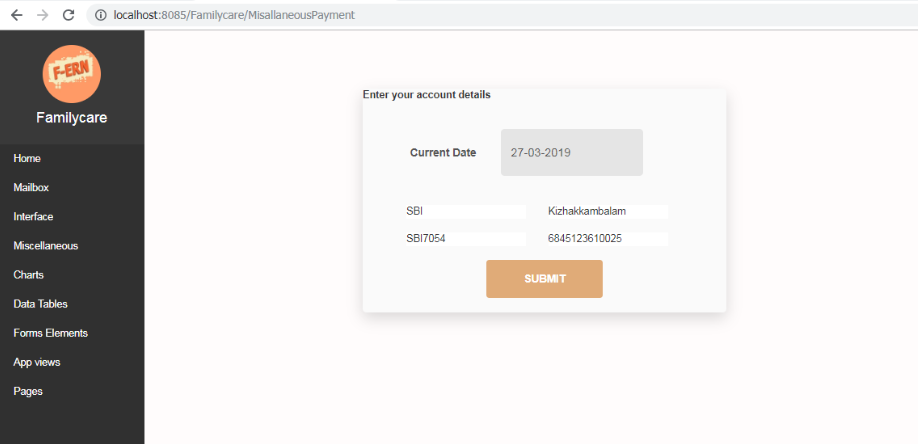 localhost:8085/Familycare/MisallaneousPayment
F-ERN
Familycare
Home
Mailbox
Interface
Miscellaneous
Charts
Data Tables
Forms Elements
App views
Pages
Enter your account details
Current Date 27-03-2019
SBI Kizhakkambalam
SBI7054 6845123610025
SUBMIT